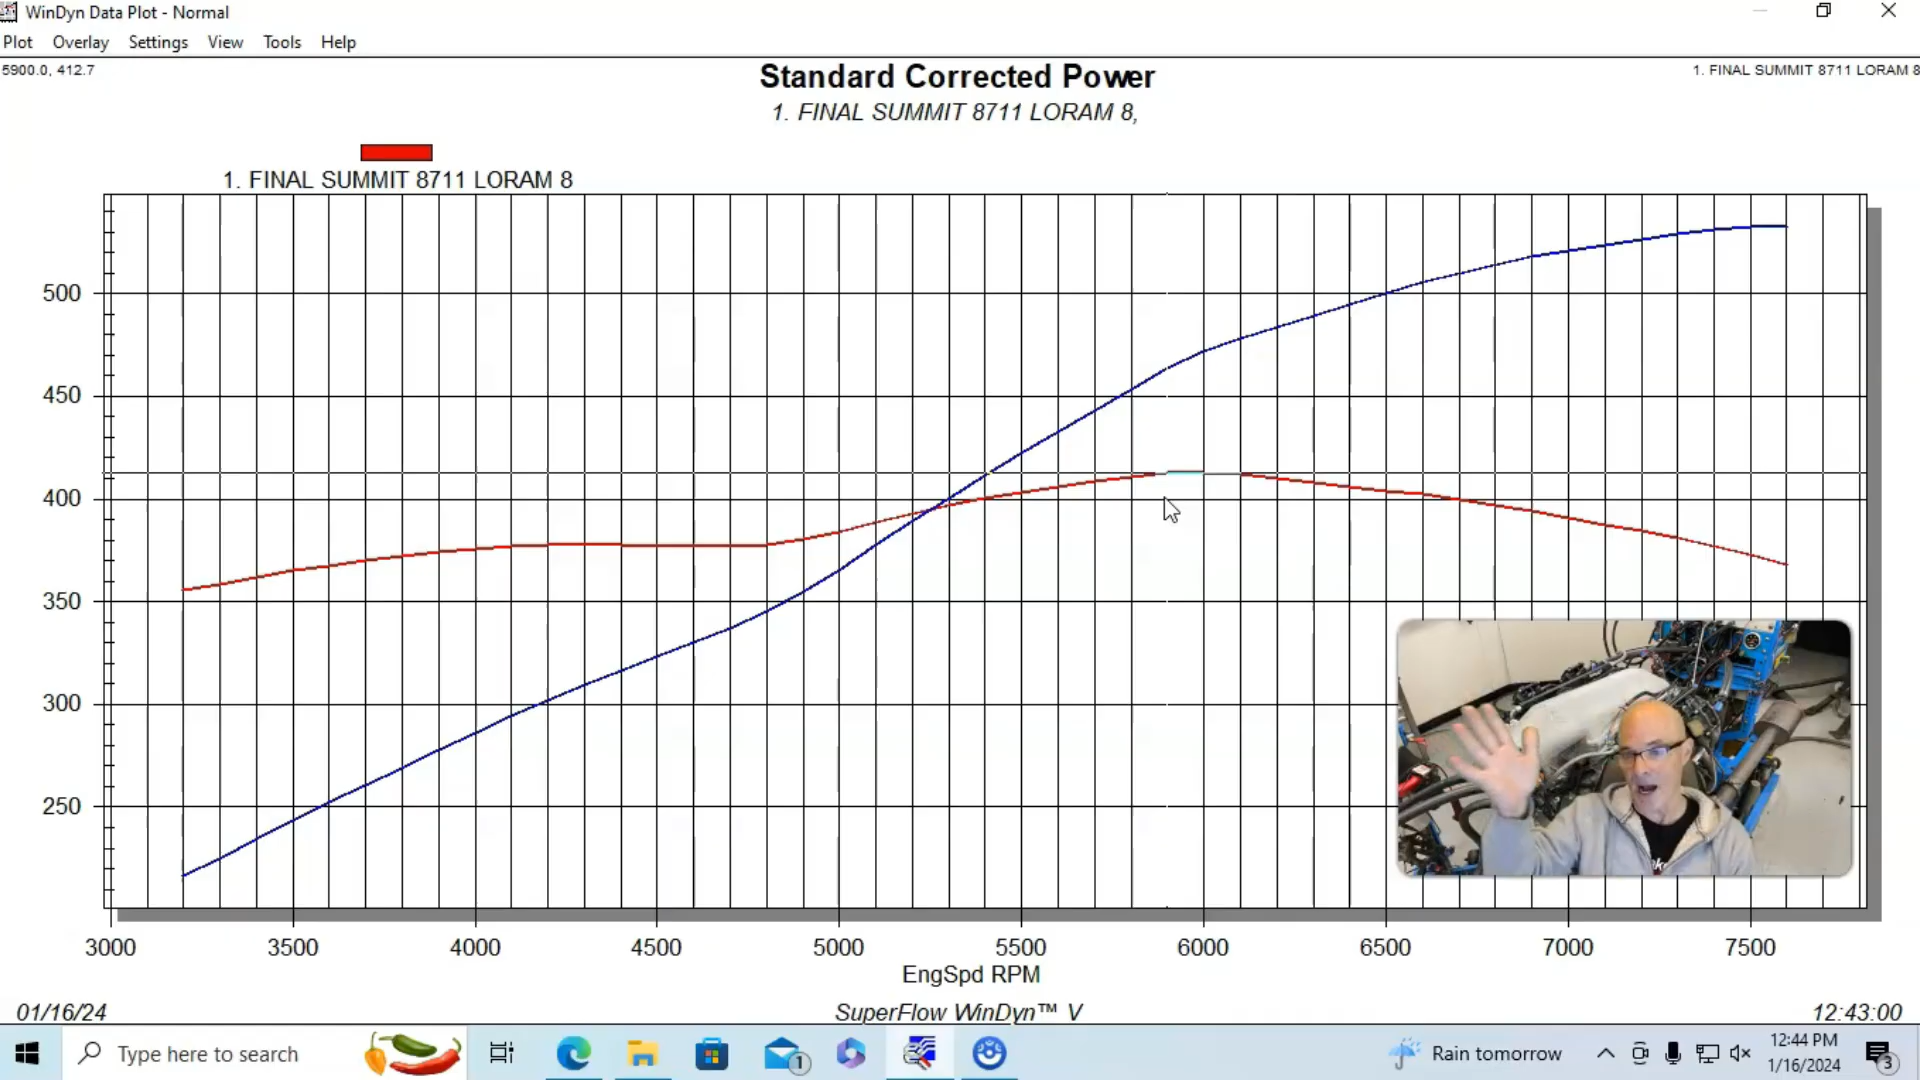 WinDyn Data Plot - Normal
Plot Overlay Settings View Tools Help
5900.0, 412.7
1. FINAL SUMMIT 8711 LORAM 8
Standard Corrected Power
1. FINAL SUMMIT 8711 LORAM 8,
1. FINAL SUMMIT 8711 LORAM 8
500
450
400
350
300
250
3000 3500 4000 4500 5000 5500 6000 6500 7000 7500
EngSpd RPM
01/16/24 SuperFlow WinDyn™ V 12:43:00
Type here to search
1
Rain tomorrow
12:44 PM
1/16/2024
3